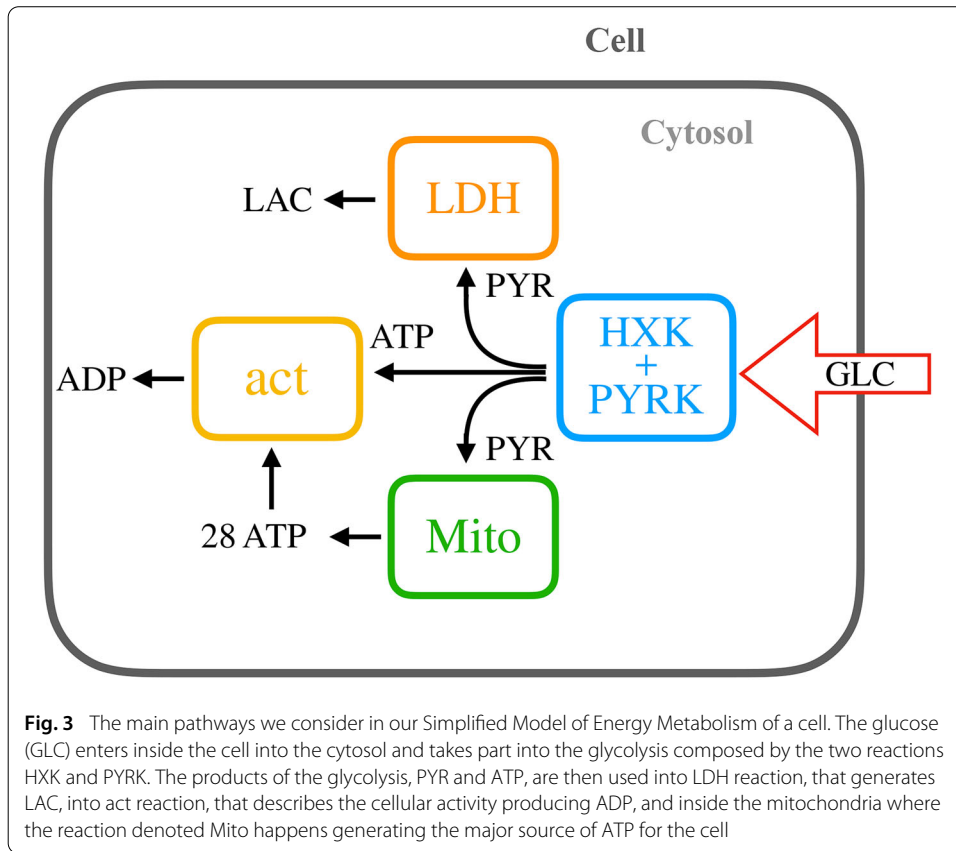 Cell
Cytosol
LDH
LAC
PYR
HXK
+
PYRK
ATP
GLC
act
ADP
PYR
Mito
28 ATP
Fig. 3 The main pathways we consider in our Simplified Model of Energy Metabolism of a cell. The glucose
(GLC) enters inside the cell into the cytosol and takes part into the glycolysis composed by the two reactions
HXK and PYRK. The products of the glycolysis, PYR and ATP, are then used into LDH reaction, that generates
LAC, into act reaction, that describes the cellular activity producing ADP, and inside the mitochondria where
the reaction denoted Mito happens generating the major source of ATP for the cell